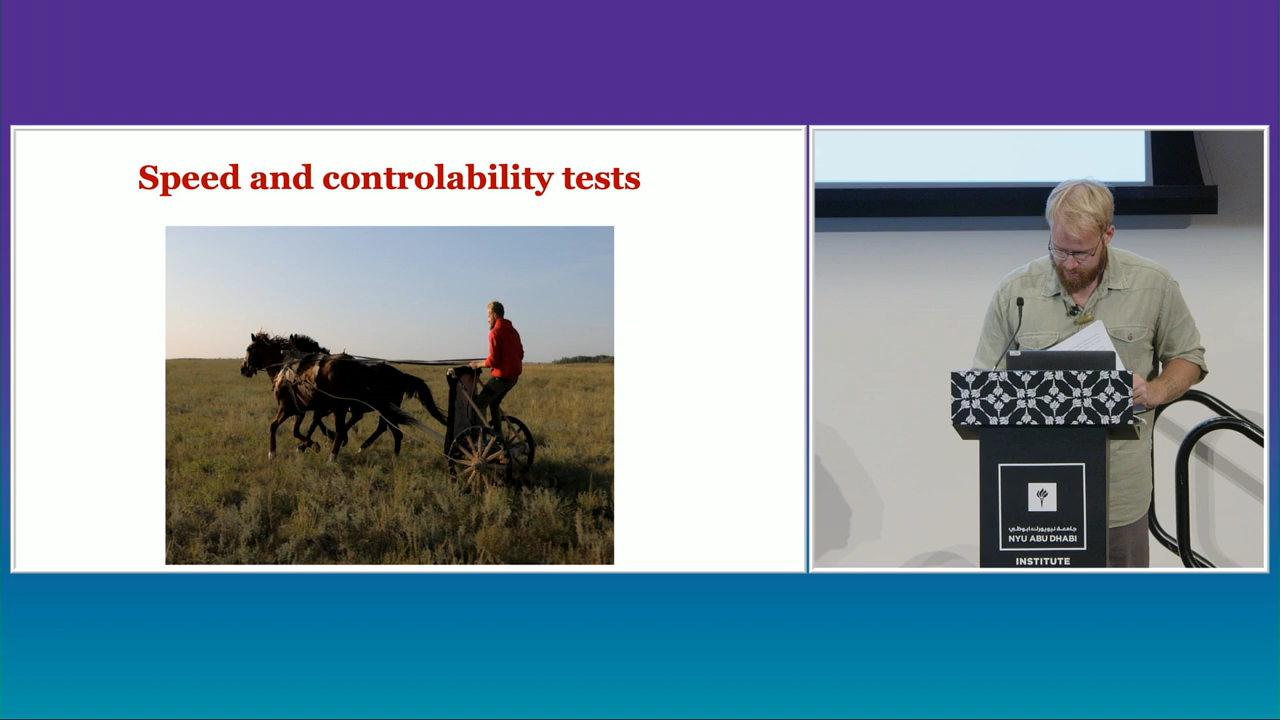 Speed and controlability tests
جامعة نيويورك أبوظبي
NYU ABU DHABI
INSTITUTE